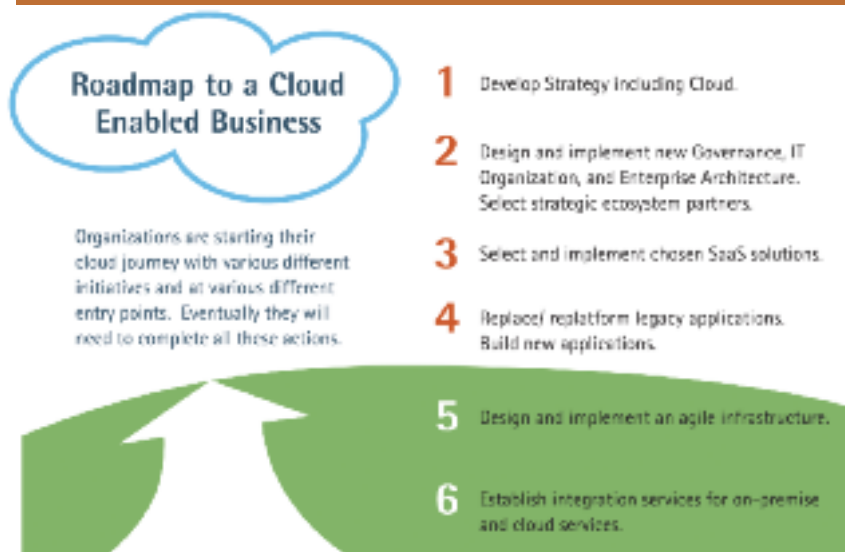 Roadmap to a Cloud
Enabled Business
Organizations are starting their
cloud journey with various different
initiatives and at various different
entry points. Eventually they will
need to complete all these actions.
1 Develop Strategy including Cloud.
2 Design and implement new Governance, IT
Organization, and Enterprise Architecture.
Select strategic ecosystem partners.
3 Select and implement chosen SaaS solutions.
4 Replace/ replatform legacy applications.
Build new applications.
5 Design and implement an agile infrastructure.
6 Establish integration services for on-premise
and cloud services.